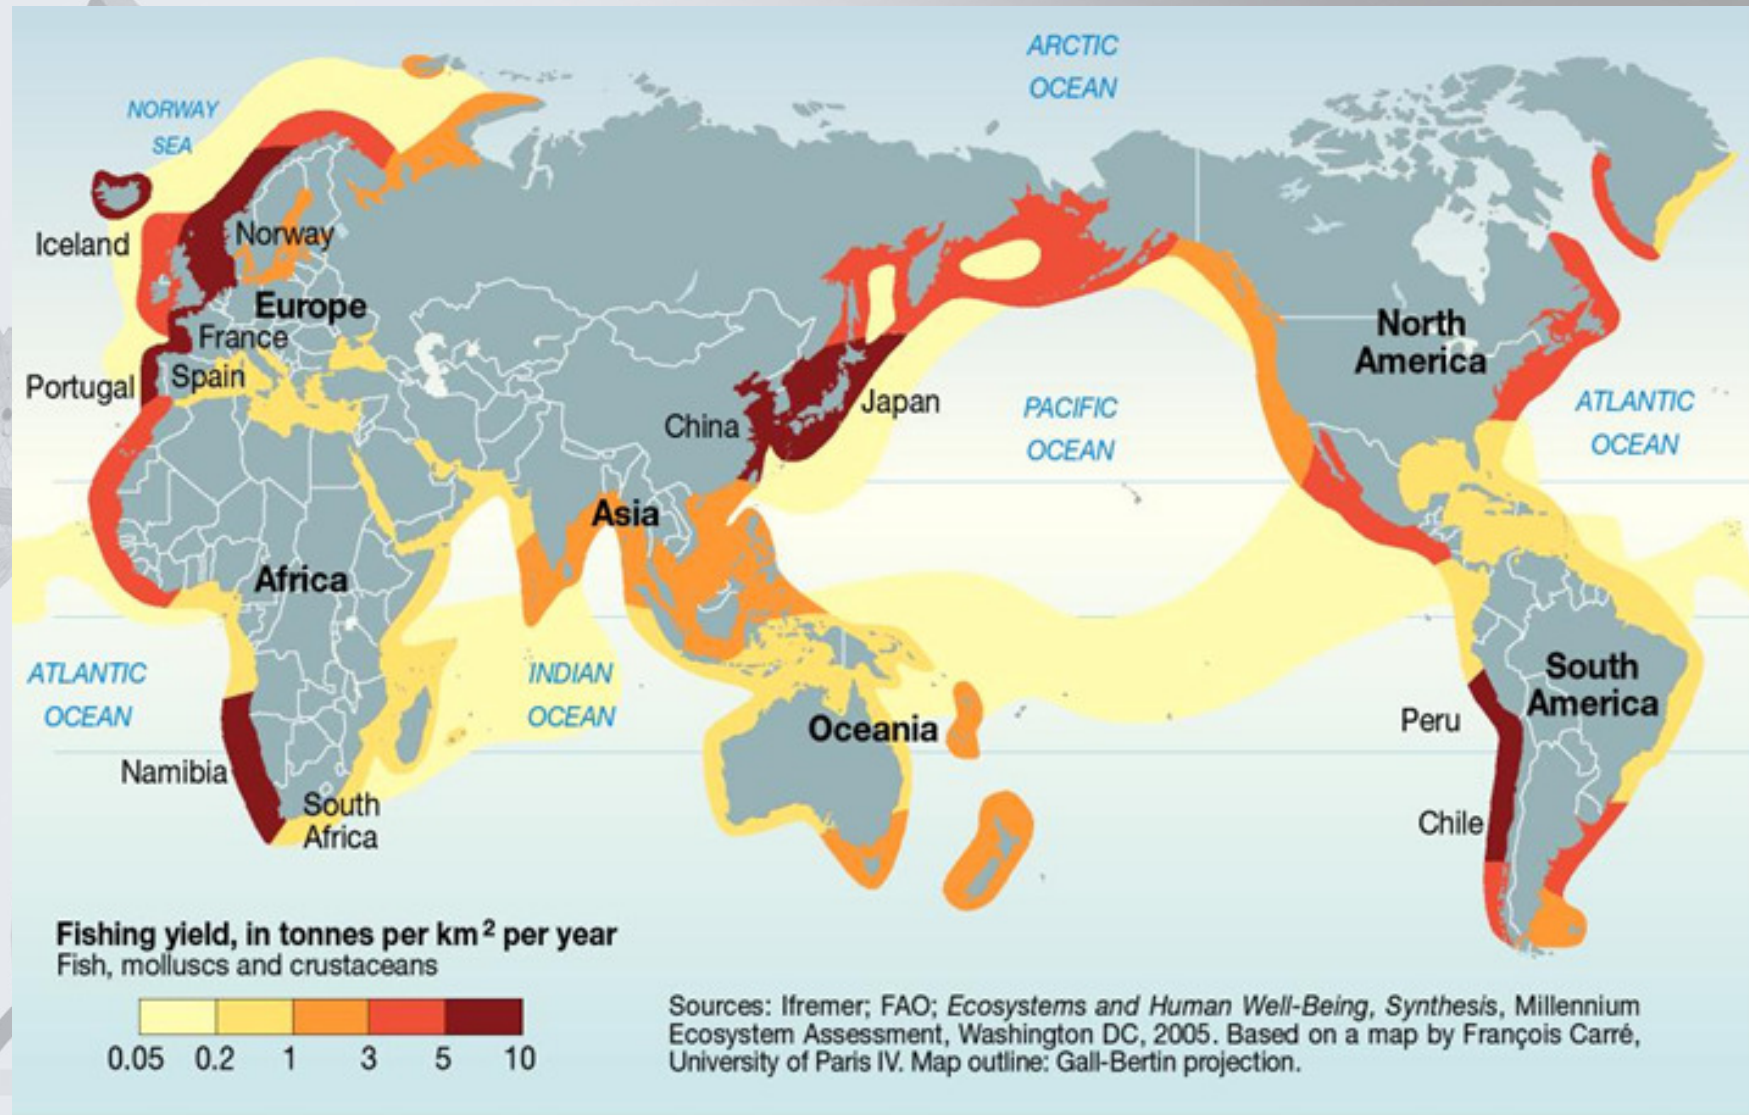 ARCTIC
OCEAN
NORWAY
SEA
Iceland
Norway
Europe
France
Portugal
Spain
China
Japan
PACIFIC
OCEAN
North
America
ATLANTIC
OCEAN
Asia
Africa
ATLANTIC
OCEAN
INDIAN
OCEAN
Oceania
South
America
Peru
Namibia
South
Africa
Chile
Fishing yield, in tonnes per km² per year
Fish, molluscs and crustaceans
0.05 0.2 1 3 5 10
Sources: Ifremer; FAO; Ecosystems and Human Well-Being, Synthesis, Millennium
Ecosystem Assessment, Washington DC, 2005. Based on a map by François Carré,
University of Paris IV. Map outline: Gall-Bertin projection.